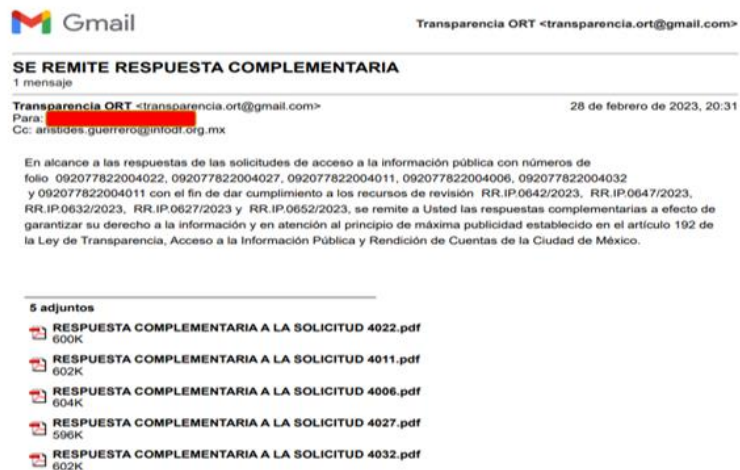 Gmail
Transparencia ORT <transparencia.ort@gmail.com>
SE REMITE RESPUESTA COMPLEMENTARIA
1 mensaje
Transparencia ORT <transparencia.ort@gmail.com>
28 de febrero de 2023, 20:31
Para:
Cc: aristides.guerrero@infodf.org.mx
En alcance a las respuestas de las solicitudes de acceso a la información pública con números de
folio 092077822004022, 092077822004027, 092077822004011, 092077822004006, 092077822004032
y 092077822004011 con el fin de dar cumplimiento a los recursos de revisión RR.IP.0642/2023, RR.IP.0647/2023,
RR.IP.0632/2023, RR.IP.0627/2023 y RR.IP.0652/2023, se remite a Usted las respuestas complementarias a efecto de
garantizar su derecho a la información y en atención al principio de máxima publicidad establecido en el artículo 192 de
la Ley de Transparencia, Acceso a la Información Pública y Rendición de Cuentas de la Ciudad de México.
5 adjuntos
RESPUESTA COMPLEMENTARIA A LA SOLICITUD 4022.pdf
600K
RESPUESTA COMPLEMENTARIA A LA SOLICITUD 4011.pdf
602K
RESPUESTA COMPLEMENTARIA A LA SOLICITUD 4006.pdf
604K
RESPUESTA COMPLEMENTARIA A LA SOLICITUD 4027.pdf
596K
RESPUESTA COMPLEMENTARIA A LA SOLICITUD 4032.pdf
602K